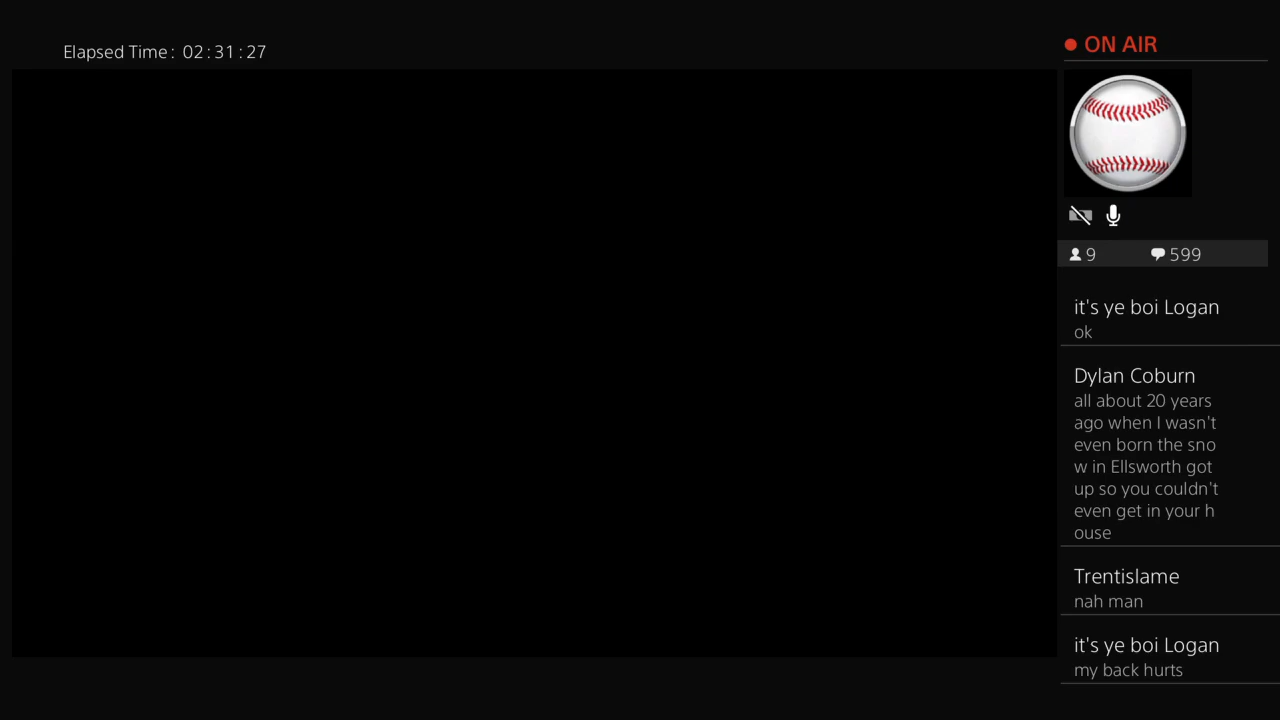 Elapsed Time: 02:31:27
ON AIR
9
599
it's ye boi Logan
ok
Dylan Coburn
all about 20 years
ago when I wasn't
even born the sno
w in Ellsworth got
up so you couldn't
even get in your h
ouse
Trentislame
nah man
it's ye boi Logan
my back hurts